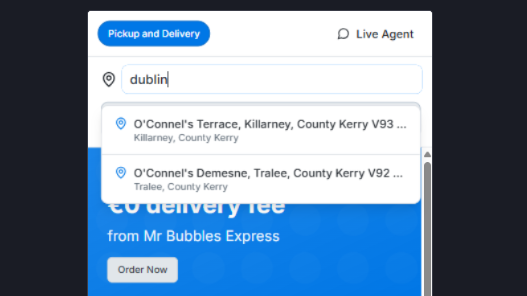 Pickup and Delivery
Live Agent
dublin
O'Connel's Terrace, Killarney, County Kerry V93 ...
Killarney, County Kerry
O'Connel's Demesne, Tralee, County Kerry V92 ...
Tralee, County Kerry
€0 delivery fee
from Mr Bubbles Express
Order Now